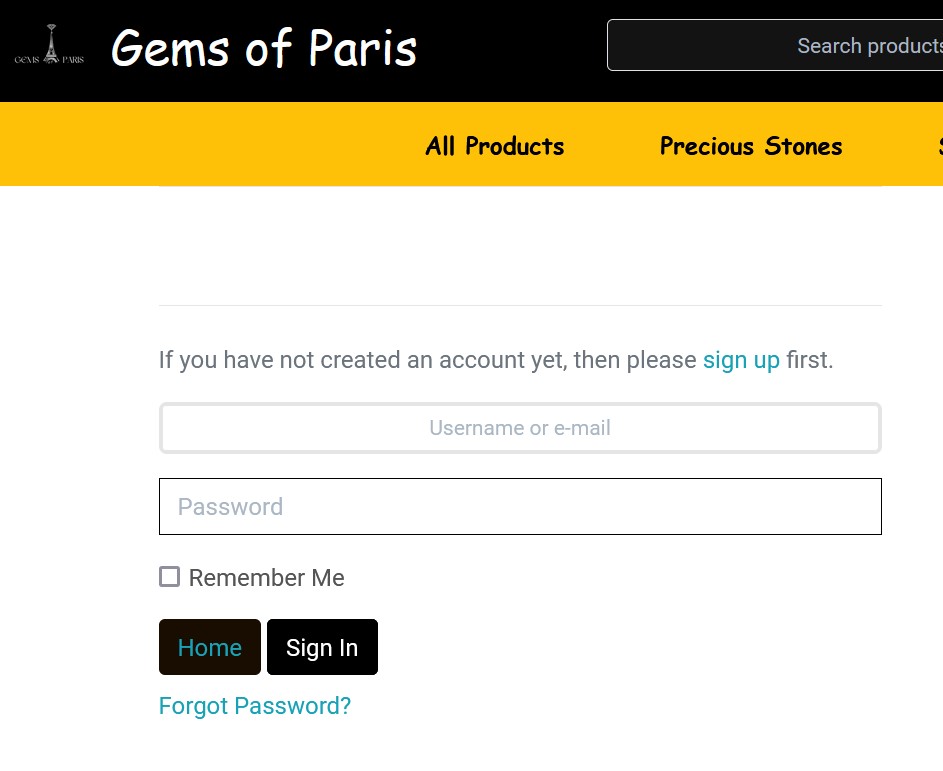 GEMS PARIS
Gems of Paris
Search products
All Products
Precious Stones
If you have not created an account yet, then please sign up first.
Username or e-mail
Password
Remember Me
Home
Sign In
Forgot Password?